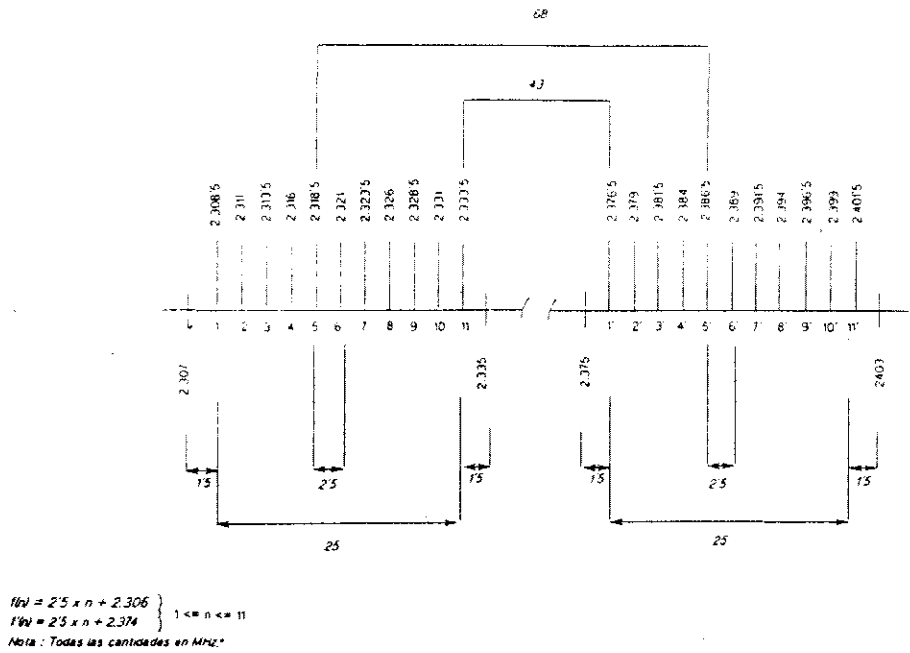 68
43
2.308'5 2.311 2.313'5 2.316 2.318'5 2.321 2.323'5 2.326 2.328'5 2.331 2.333'5 2.376'5 2.379 2.381'5 2.384 2.386'5 2.389 2.391'5 2.394 2.396'5 2.399 2.401'5
1 2 3 4 5 6 7 8 9 10 11 1' 2' 3' 4' 5' 6' 7' 8' 9' 10' 11'
2.307 2.335 2.375 2.403
1'5 2'5 1'5 1'5 2'5 1'5
25 25
f(n) = 2'5 x n + 2.306
f'(n) = 2'5 x n + 2.374
1 <= n <= 11
Nota : Todas las cantidades en MHz."